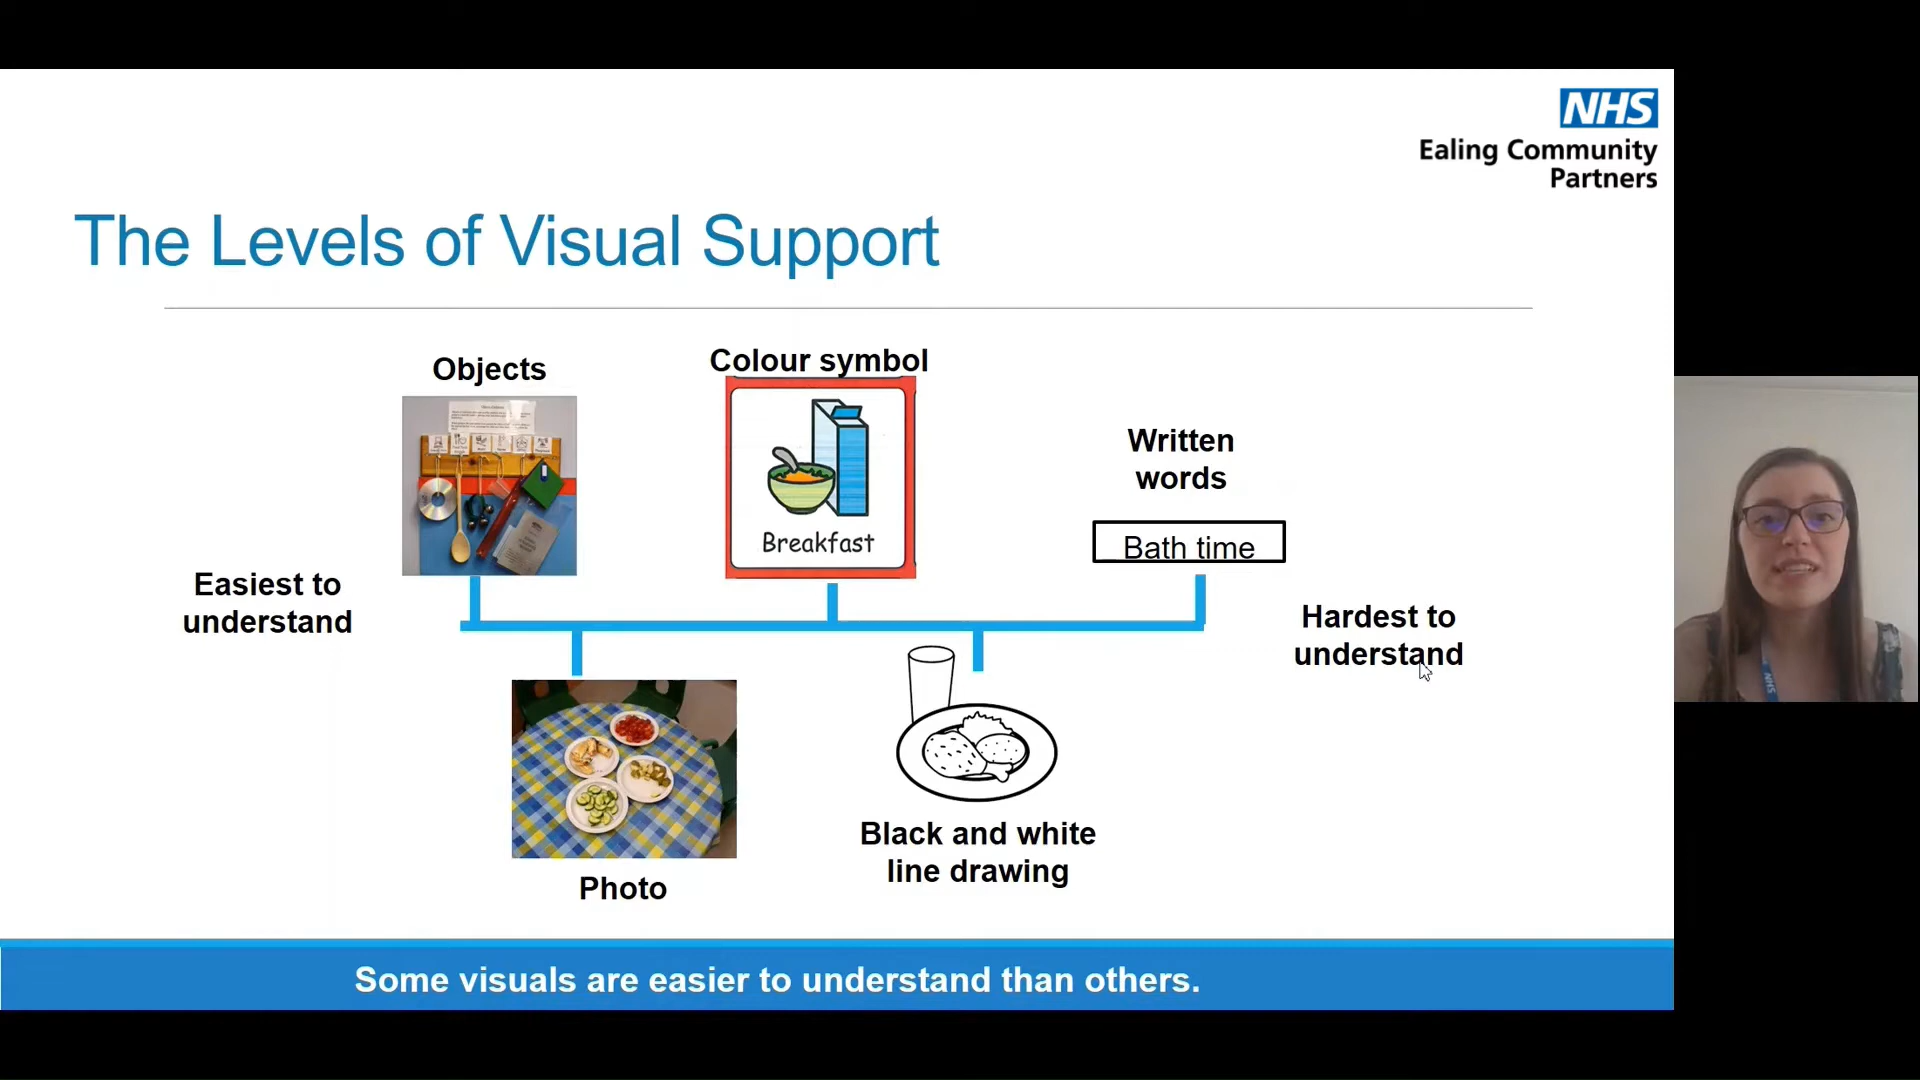 NHS
Ealing Community
Partners
The Levels of Visual Support
Objects
Colour symbol
Breakfast
Written
words
Bath time
Easiest to
understand
Hardest to
understand
Photo
Black and white
line drawing
Some visuals are easier to understand than others.
NHS